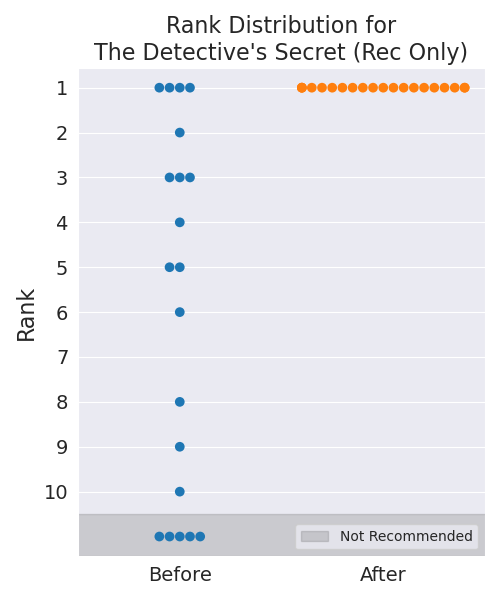 Rank Distribution for
The Detective's Secret (Rec Only)
Rank
1
2
3
4
5
6
7
8
9
10
Not Recommended
Before
After